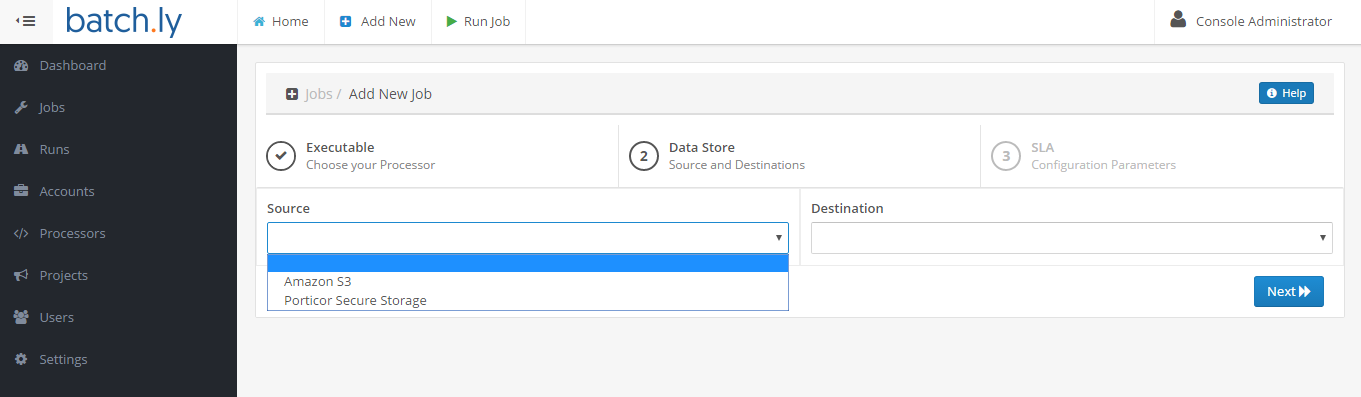 batch.ly
Home
Add New
Run Job
Console Administrator
Dashboard
Jobs
Runs
Accounts
Processors
Projects
Users
Settings
Jobs / Add New Job
Help
Executable
Choose your Processor
2
Data Store
Source and Destinations
3
SLA
Configuration Parameters
Source
Amazon S3
Porticor Secure Storage
Destination
Next